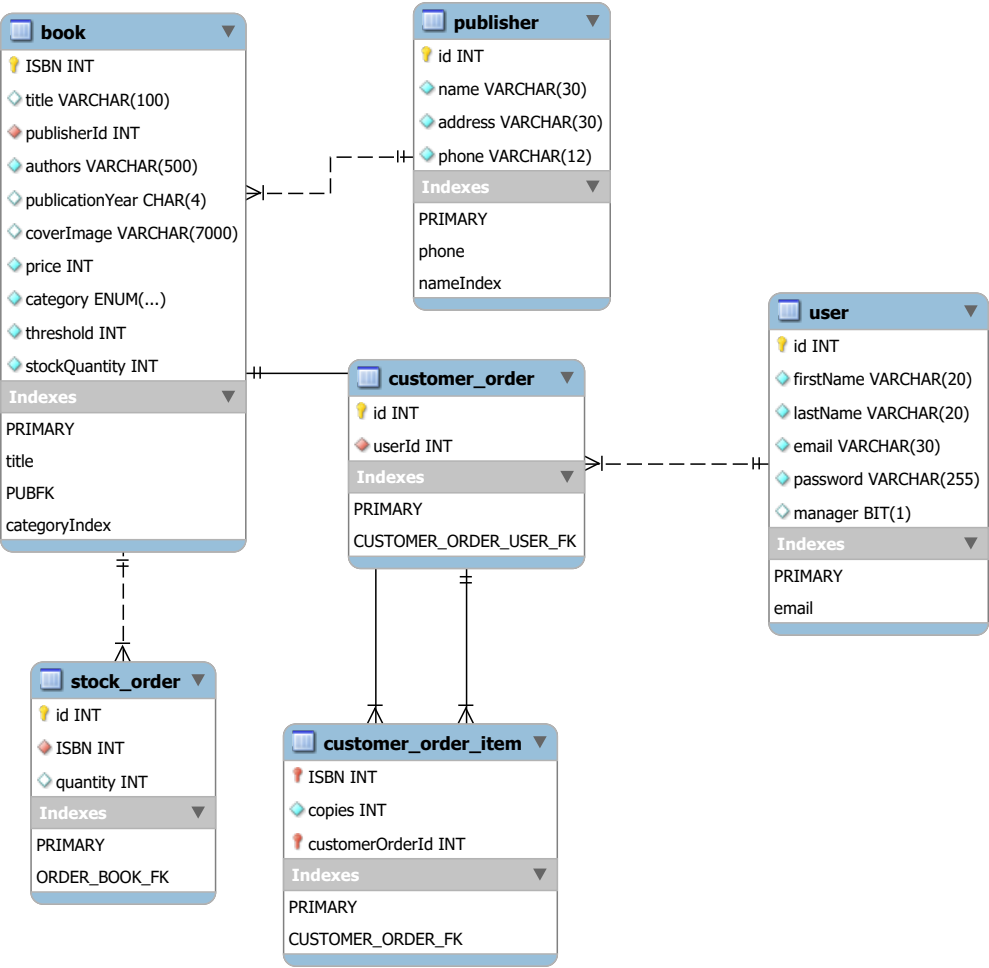 book
ISBN INT
title VARCHAR(100)
publisherId INT
authors VARCHAR(500)
publicationYear CHAR(4)
coverImage VARCHAR(7000)
price INT
category ENUM(...)
threshold INT
stockQuantity INT
Indexes
PRIMARY
title
PUBFK
categoryIndex
publisher
id INT
name VARCHAR(30)
address VARCHAR(30)
phone VARCHAR(12)
Indexes
PRIMARY
phone
nameIndex
user
id INT
firstName VARCHAR(20)
lastName VARCHAR(20)
email VARCHAR(30)
password VARCHAR(255)
manager BIT(1)
Indexes
PRIMARY
email
customer_order
id INT
userId INT
Indexes
PRIMARY
CUSTOMER_ORDER_USER_FK
stock_order
id INT
ISBN INT
quantity INT
Indexes
PRIMARY
ORDER_BOOK_FK
customer_order_item
ISBN INT
copies INT
customerOrderId INT
Indexes
PRIMARY
CUSTOMER_ORDER_FK